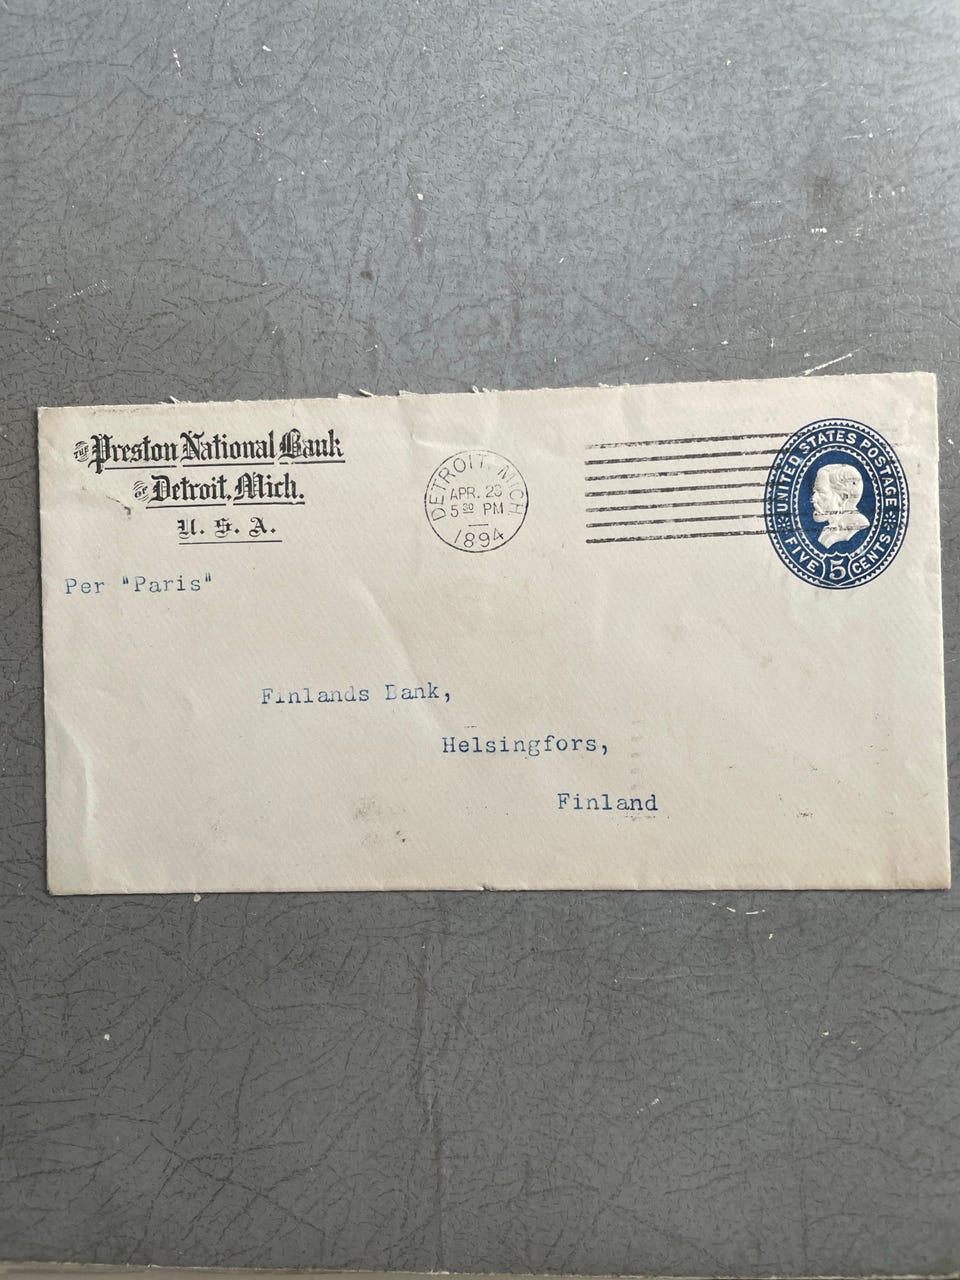 THE Preston National Bank
OF Detroit, Mich.
U. S. A.
DETROIT, MICH
APR. 23
5 30 PM
1894
UNITED STATES POSTAGE
FIVE 5 CENTS
Per "Paris"
Finlands Bank,
Helsingfors,
Finland